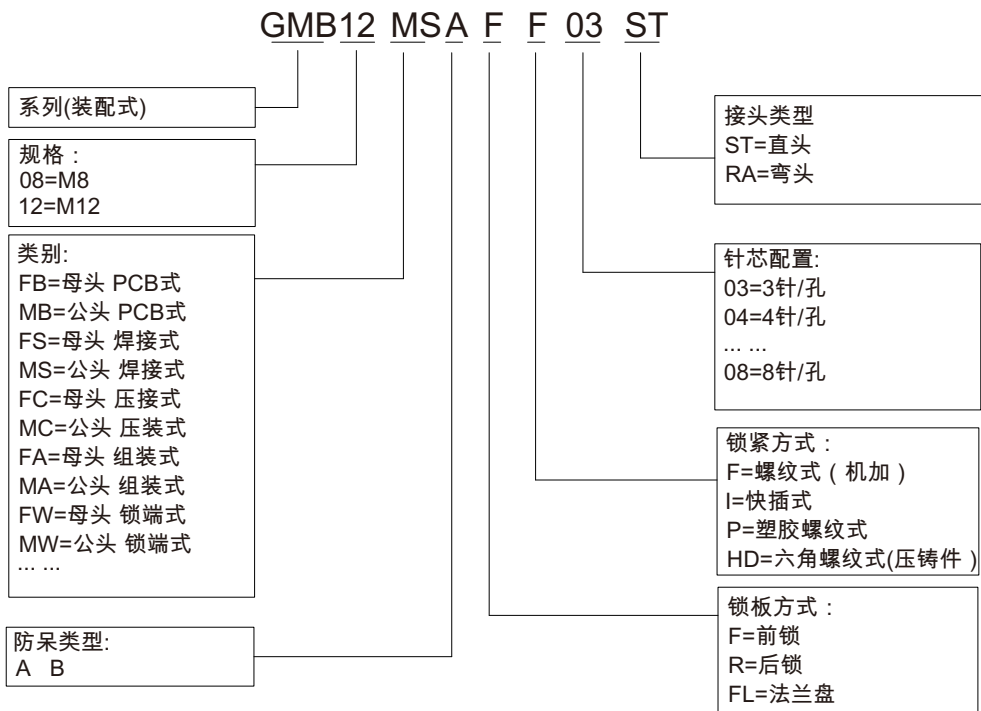 GMB12 MSA F F 03 ST
系列(装配式)
规格：
08=M8
12=M12
类别:
FB=母头 PCB式
MB=公头 PCB式
FS=母头 焊接式
MS=公头 焊接式
FC=母头 压接式
MC=公头 压装式
FA=母头 组装式
MA=公头 组装式
FW=母头 锁端式
MW=公头 锁端式
... ...
防呆类型:
A B
接头类型
ST=直头
RA=弯头
针芯配置:
03=3针/孔
04=4针/孔
... ...
08=8针/孔
锁紧方式：
F=螺纹式（机加）
I=快插式
P=塑胶螺纹式
HD=六角螺纹式(压铸件）
锁板方式：
F=前锁
R=后锁
FL=法兰盘